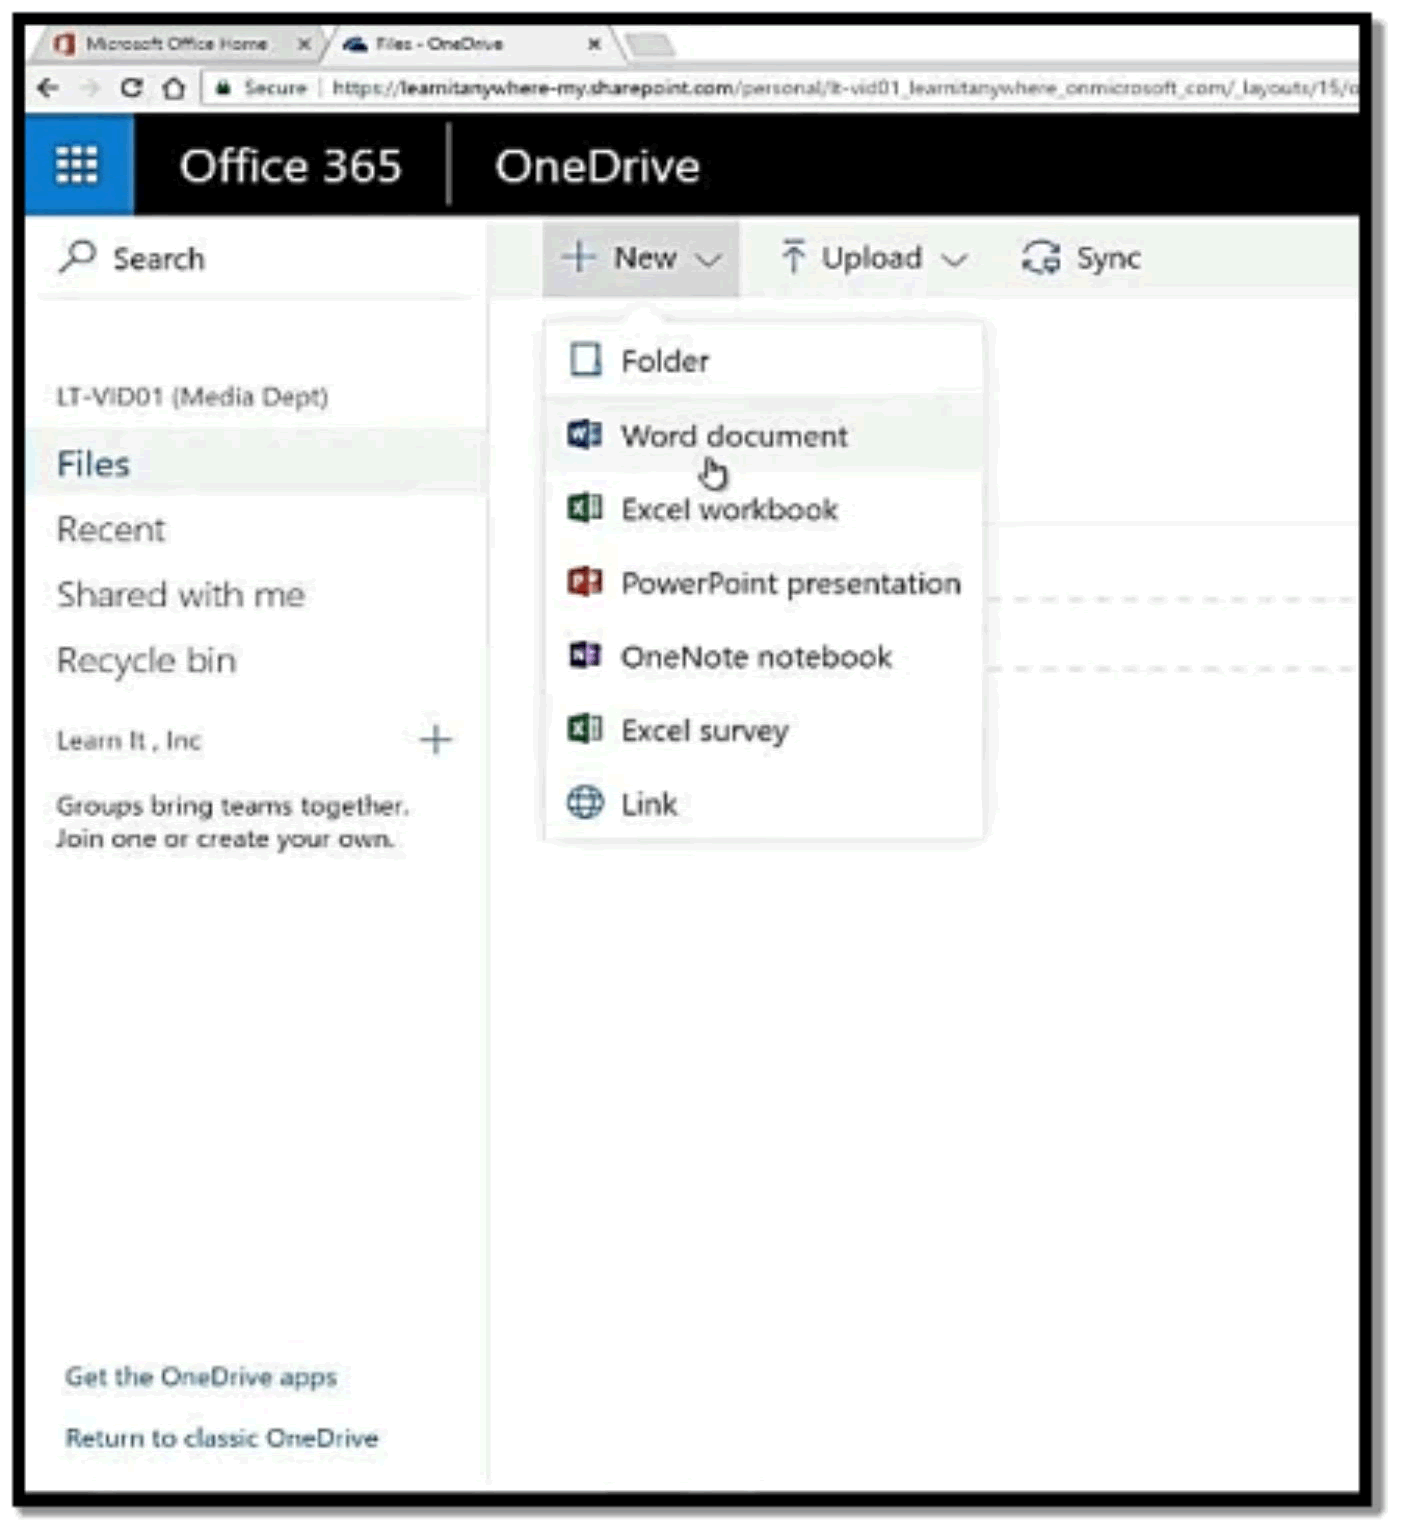 Microsoft Office Home
Files - OneDrive
Secure | https://learnitanywhere-my.sharepoint.com/personal/lt-vid01_learnitanywhere_onmicrosoft_com/_layouts/15/o
Office 365
OneDrive
Search
New
Upload
Sync
LT-VID01 (Media Dept)
Files
Recent
Shared with me
Recycle bin
Learn It , Inc
Groups bring teams together.
Join one or create your own.
Folder
Word document
Excel workbook
PowerPoint presentation
OneNote notebook
Excel survey
Link
Get the OneDrive apps
Return to classic OneDrive